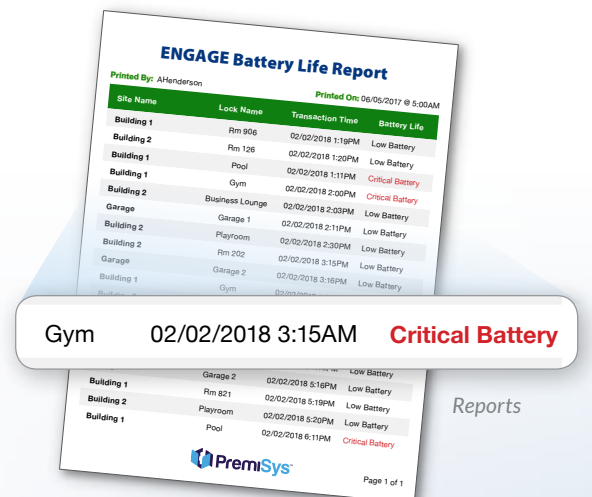 ENGAGE Battery Life Report
Printed By: AHenderson Printed On: 06/05/2017 @ 5:00AM
Site Name Lock Name Transaction Time Battery Life
Building 1 Rm 906 02/02/2018 1:19PM Low Battery
Building 2 Rm 126 02/02/2018 1:20PM Low Battery
Building 1 Pool 02/02/2018 1:11PM Critical Battery
Building 1 Gym 02/02/2018 2:00PM Critical Battery
Building 2 Business Lounge 02/02/2018 2:03PM Low Battery
Garage Garage 1 02/02/2018 2:11PM Low Battery
Building 2 Playroom 02/02/2018 2:30PM Low Battery
Building 2 Rm 202 02/02/2018 3:15PM Low Battery
Garage Garage 2 02/02/2018 3:16PM Low Battery
Building 1 Gym
Gym 02/02/2018 3:15AM Critical Battery
Low Battery
Garage 2 02/02/2018 5:16PM Low Battery
Building 1 Rm 821 02/02/2018 5:19PM Low Battery
Building 2 Playroom 02/02/2018 5:20PM Low Battery
Building 1 Pool 02/02/2018 6:11PM Critical Battery
Reports
PremiSys
Page 1 of 1